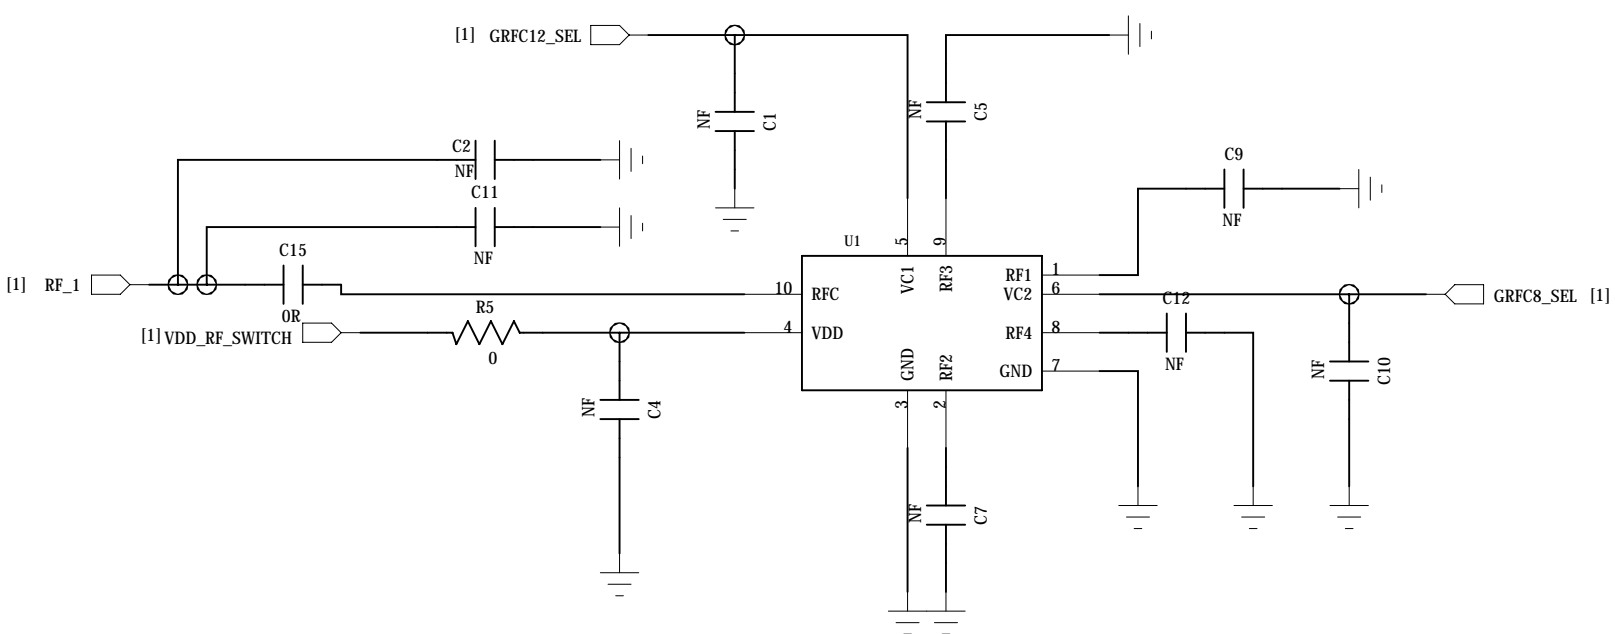 [1] GRFC12_SEL
NF
C1
NF
C5
C2
NF
C11
NF
C9
NF
C15
0R
[1] RF_1
[1] VDD_RF_SWITCH
R5
0
NF
C4
U1
5
VC1
9
RF3
10 RFC
4 VDD
RF1 1
VC2 6
RF4 8
GND 7
GND
3
RF2
2
C12
NF
GRFC8_SEL [1]
NF
C10
NF
C7